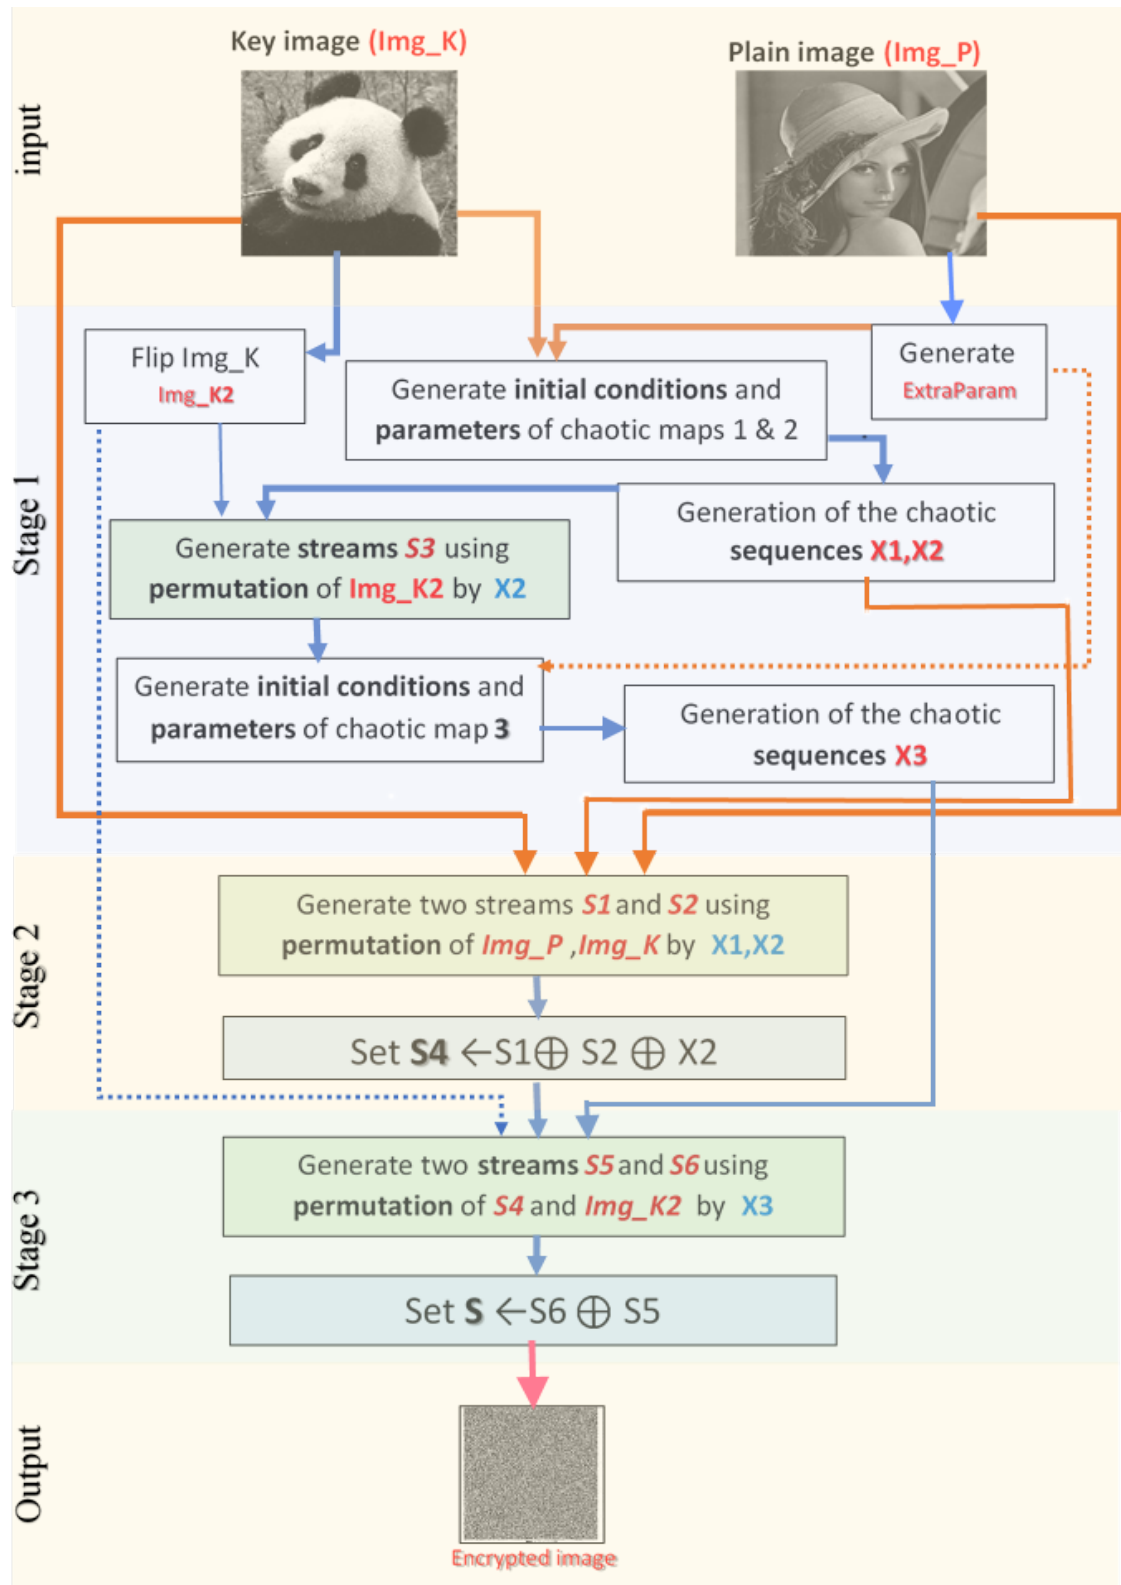 Key image (Img_K)
Plain image (Img_P)
input
Flip Img_K
Img_K2
Generate initial conditions and
parameters of chaotic maps 1 & 2
Generate
ExtraParam
Stage 1
Generation of the chaotic
sequences X1,X2
Generate streams S3 using
permutation of Img_K2 by X2
Generate initial conditions and
parameters of chaotic map 3
Generation of the chaotic
sequences X3
Stage 2
Generate two streams S1 and S2 using
permutation of Img_P ,Img_K by X1,X2
Set S4 ←S1⊕ S2 ⊕ X2
Stage 3
Generate two streams S5 and S6 using
permutation of S4 and Img_K2 by X3
Set S ←S6 ⊕ S5
Output
Encrypted image